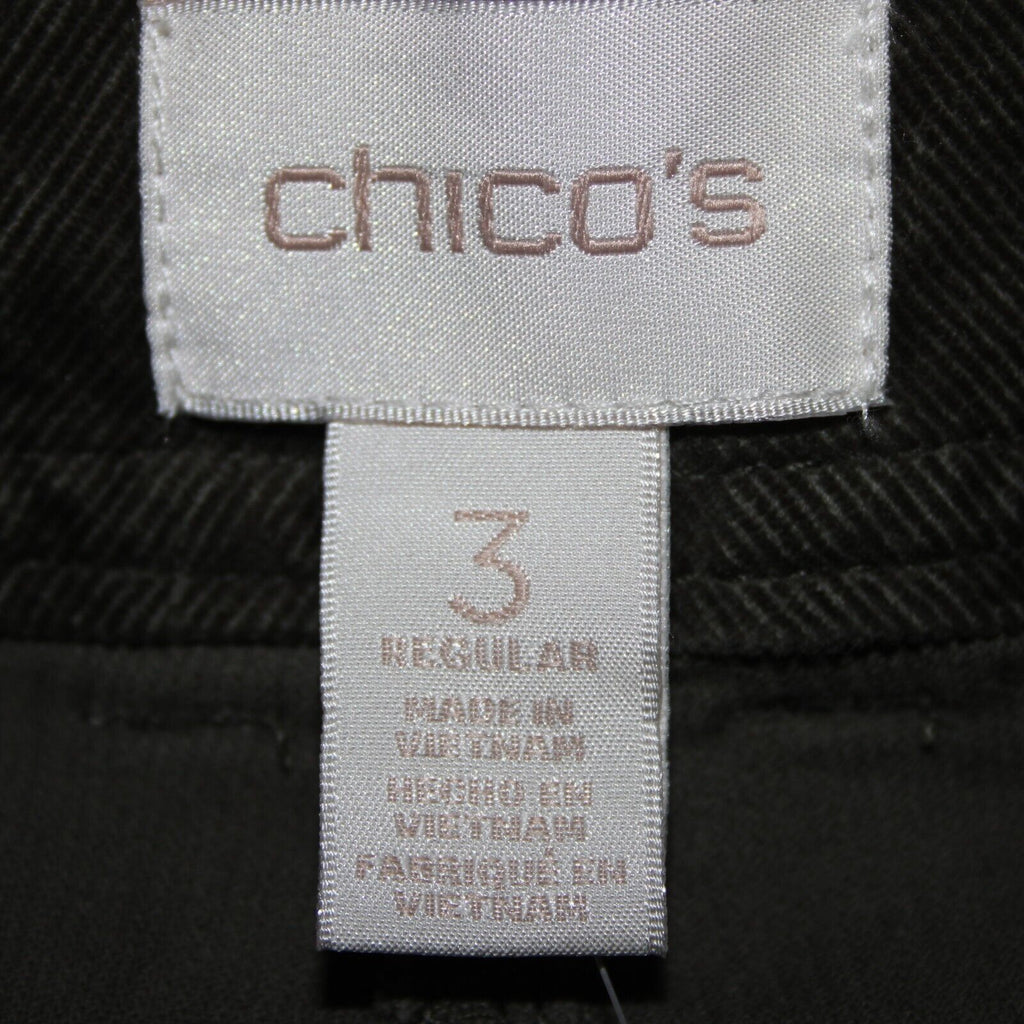 chico's
3
REGULAR
MADE IN
VIETNAM
HECHO EN
VIETNAM
FABRIQUÉ EN
VIETNAM